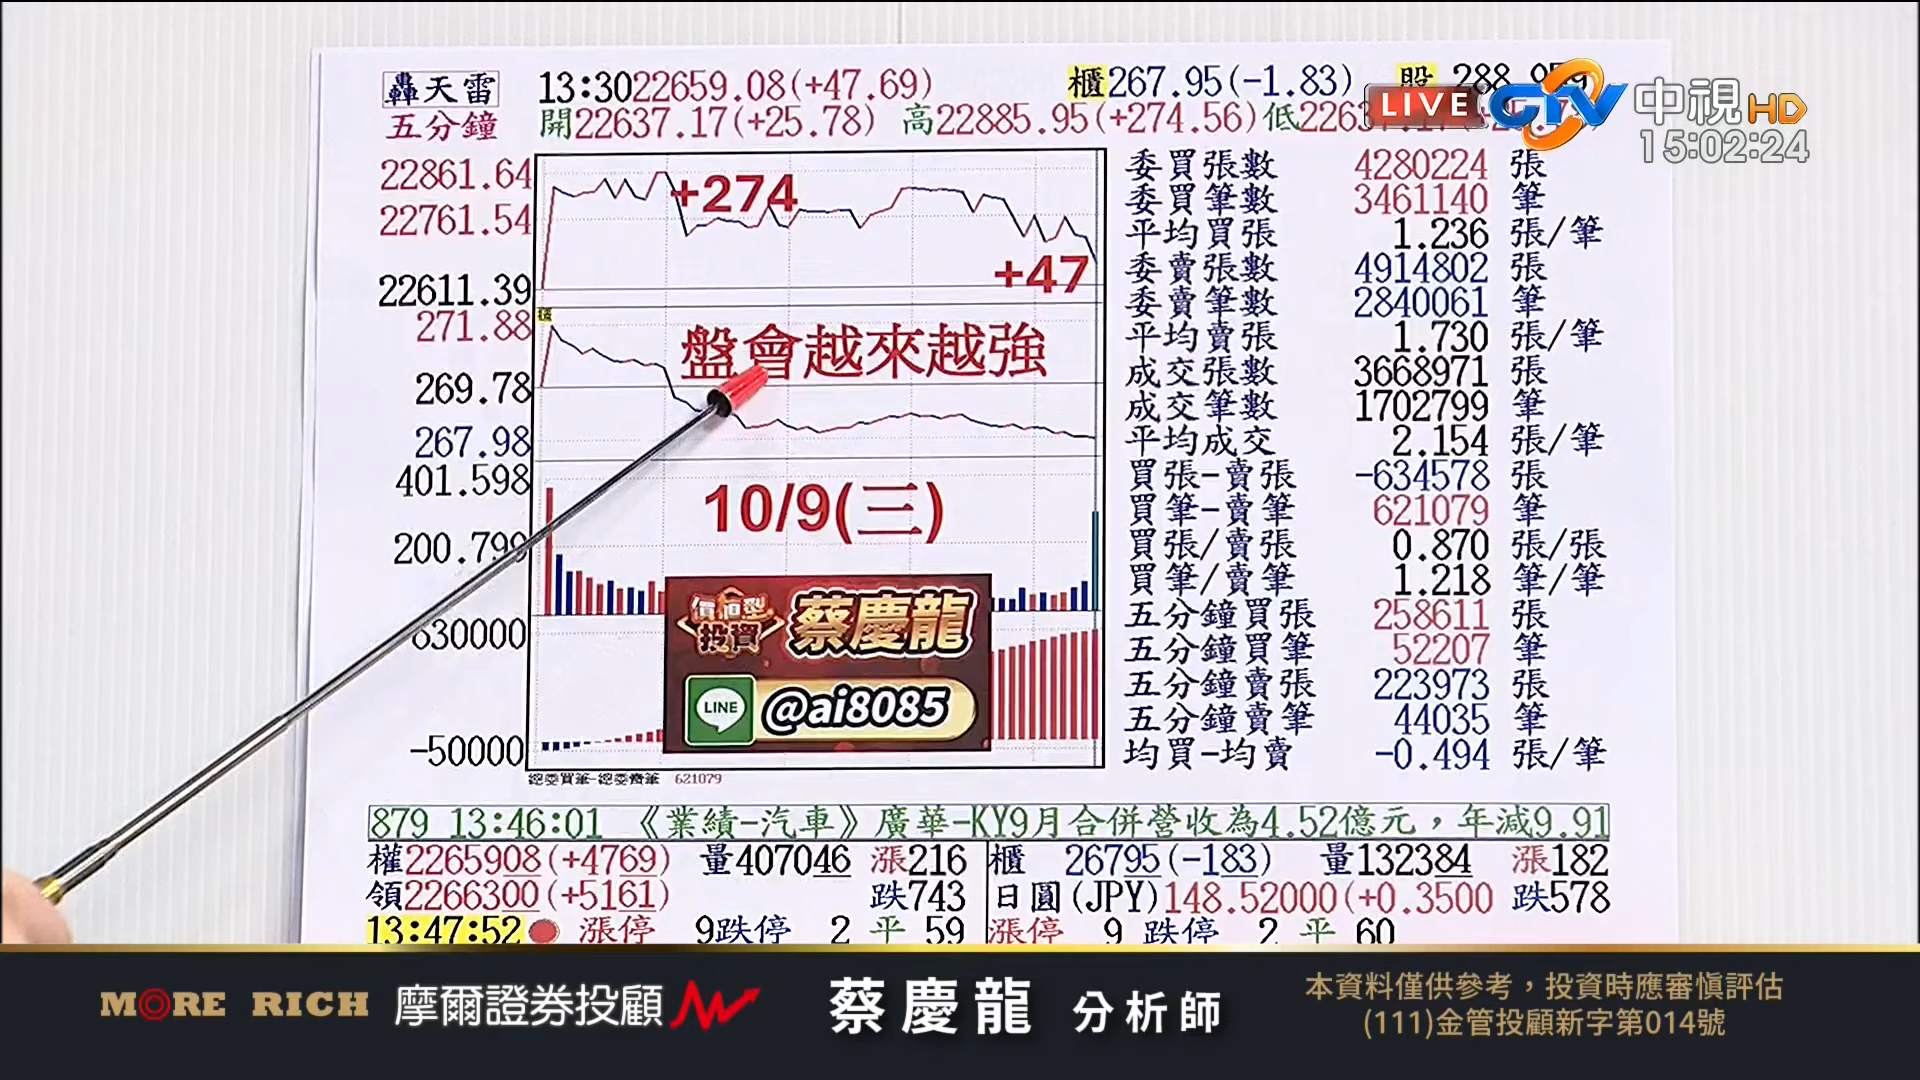 轟天雷 13:30 22659.08(+47.69) 櫃267.95(-1.83) 股 288.959
五分鐘 開22637.17(+25.78) 高22885.95(+274.56) 低22637.17
LIVE CTV 中視HD
15:02:24
22861.64
22761.54
22611.39
271.88
269.78
267.98
401.598
200.799
630000
-50000
+274
+47
櫃
盤會越來越強
10/9(三)
價值型投資 蔡慶龍
LINE @ai8085
總委買筆-總委賣筆 621079
委買張數 4280224 張
委買筆數 3461140 筆
平均買張 1.236 張/筆
委賣張數 4914802 張
委賣筆數 2840061 筆
平均賣張 1.730 張/筆
成交張數 3668971 張
成交筆數 1702799 筆
平均成交 2.154 張/筆
買張-賣張 -634578 張
買筆-賣筆 621079 筆
買張/賣張 0.870 張/張
買筆/賣筆 1.218 筆/筆
五分鐘買張 258611 張
五分鐘買筆 52207 筆
五分鐘賣張 223973 張
五分鐘賣筆 44035 筆
均買-均賣 -0.494 張/筆
879 13:46:01 《業績-汽車》廣華-KY9月合併營收為4.52億元，年減9.91
權2265908(+4769) 量40704​6 漲216 櫃 26795(-183) 量132384 漲182
領2266300(+5161) 跌743 日圓(JPY)148.52000(+0.3500 跌578
13:47:52 漲停 9跌停 2 平 59 漲停 9 跌停 2 平 60
MORE RICH 摩爾證券投顧 蔡慶龍 分析師
本資料僅供參考，投資時應審慎評估
(111)金管投顧新字第014號